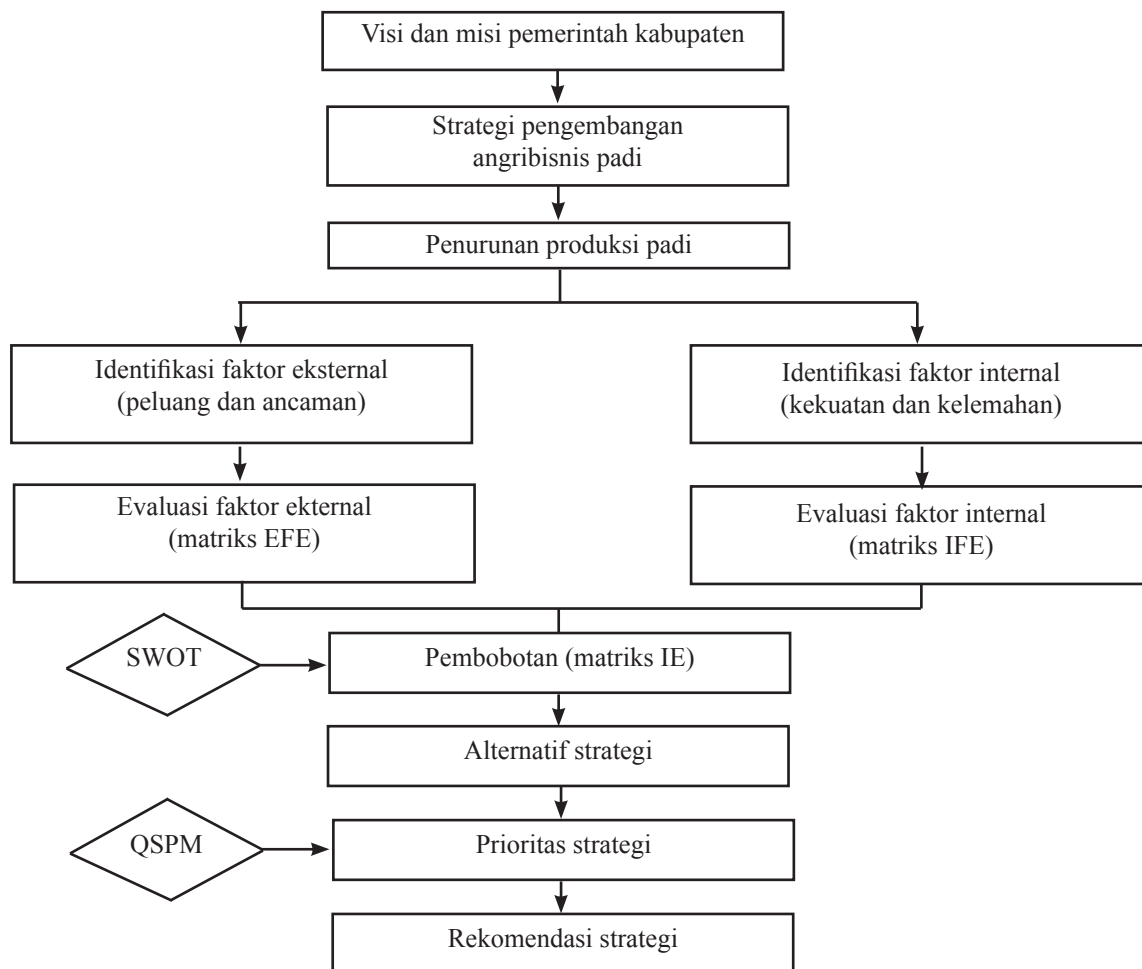 Visi dan misi pemerintah kabupaten
Strategi pengembangan
angribisnis padi
Penurunan produksi padi
Identifikasi faktor eksternal
(peluang dan ancaman)
Identifikasi faktor internal
(kekuatan dan kelemahan)
Evaluasi faktor ekternal
(matriks EFE)
Evaluasi faktor internal
(matriks IFE)
SWOT
Pembobotan (matriks IE)
Alternatif strategi
QSPM
Prioritas strategi
Rekomendasi strategi